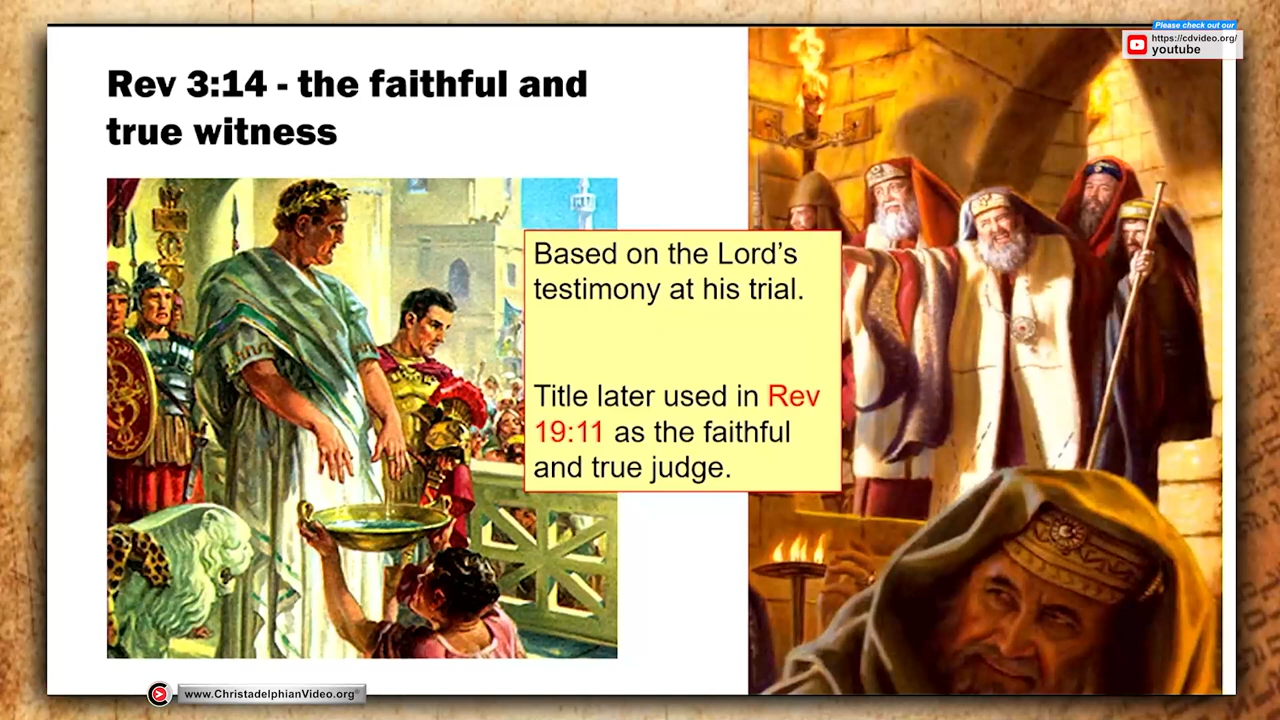 Please check out our
https://cdvideo.org/
youtube
Rev 3:14 - the faithful and
true witness
Based on the Lord’s
testimony at his trial.
Title later used in Rev
19:11 as the faithful
and true judge.
www.ChristadelphianVideo.org